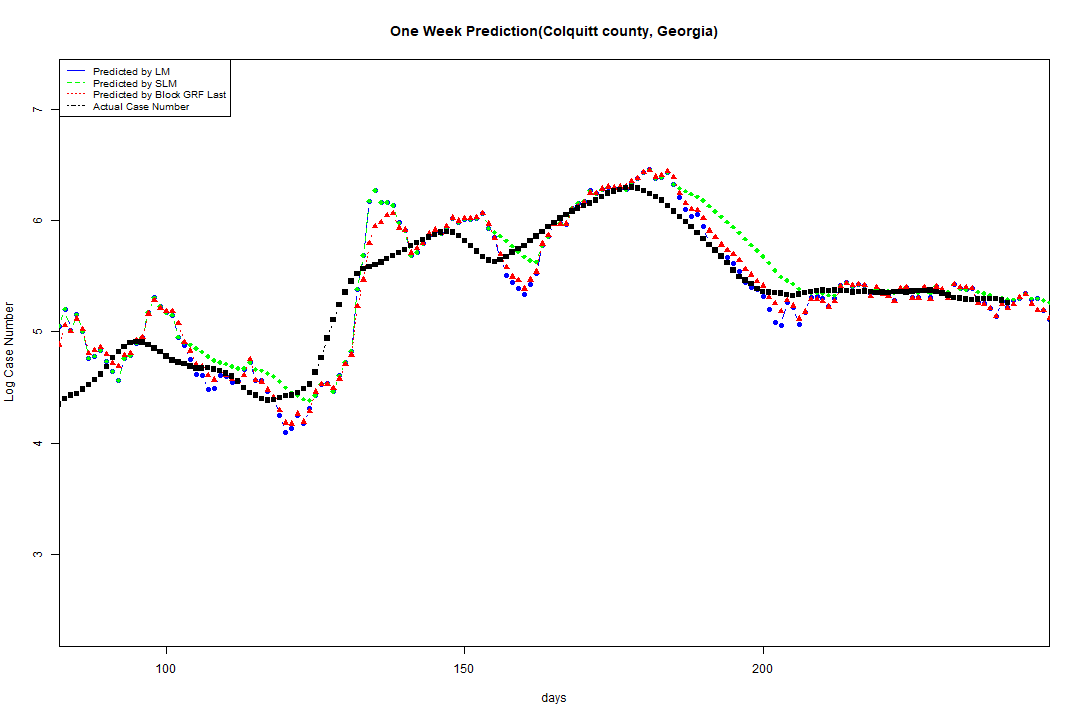 One Week Prediction(Colquitt county, Georgia)
Predicted by LM
Predicted by SLM
Predicted by Block GRF Last
Actual Case Number
7
6
5
4
3
Log Case Number
100 150 200
days